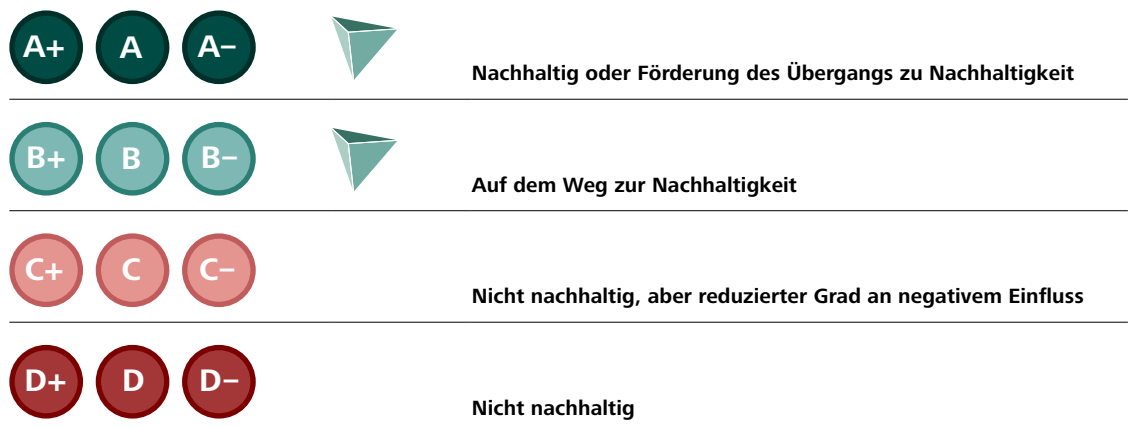 A+ A A−
Nachhaltig oder Förderung des Übergangs zu Nachhaltigkeit
B+ B B−
Auf dem Weg zur Nachhaltigkeit
C+ C C−
Nicht nachhaltig, aber reduzierter Grad an negativem Einfluss
D+ D D−
Nicht nachhaltig